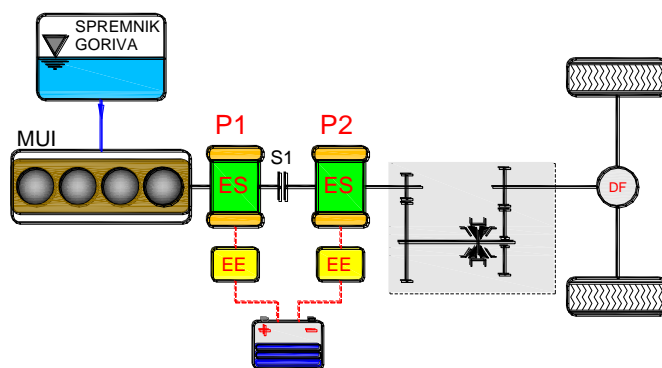 SPREMNIK
GORIVA
MUI
P1
P2
S1
ES
ES
DF
EE
EE
+ −